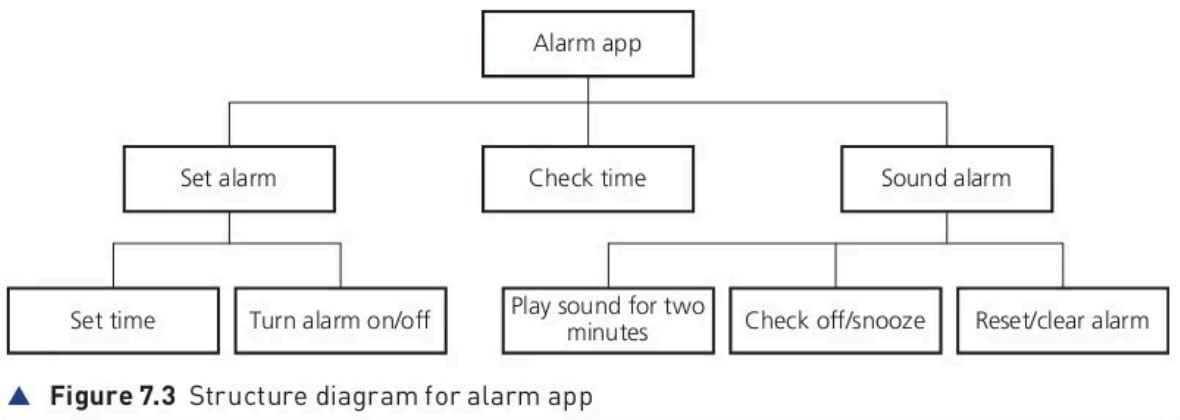 Alarm app
Set alarm
Check time
Sound alarm
Set time
Turn alarm on/off
Play sound for two
minutes
Check off/snooze
Reset/clear alarm
▲ Figure 7.3 Structure diagram for alarm app